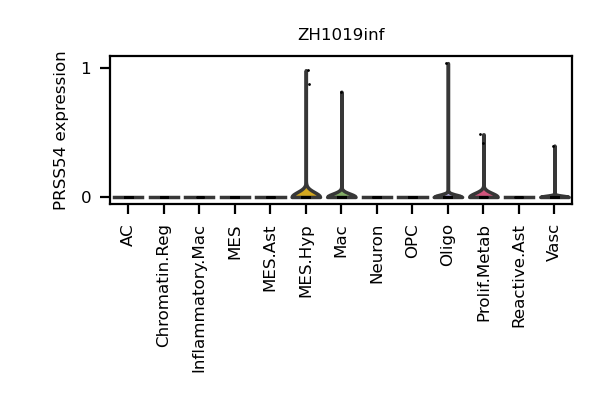 ZH1019inf
PRSS54 expression
1
0
AC
Chromatin.Reg
Inflammatory.Mac
MES
MES.Ast
MES.Hyp
Mac
Neuron
OPC
Oligo
Prolif.Metab
Reactive.Ast
Vasc